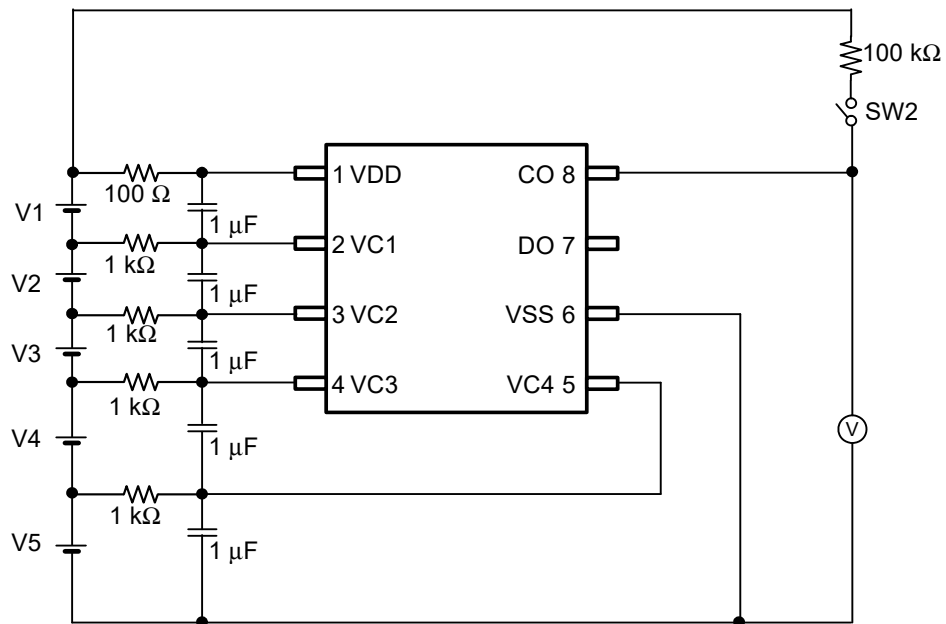 100 kΩ
SW2
1 VDD
CO 8
100 Ω
V1
1 μF
2 VC1
DO 7
1 kΩ
V2
1 μF
3 VC2
VSS 6
1 kΩ
V3
1 μF
4 VC3
VC4 5
1 kΩ
V4
1 μF
V
1 kΩ
V5
1 μF